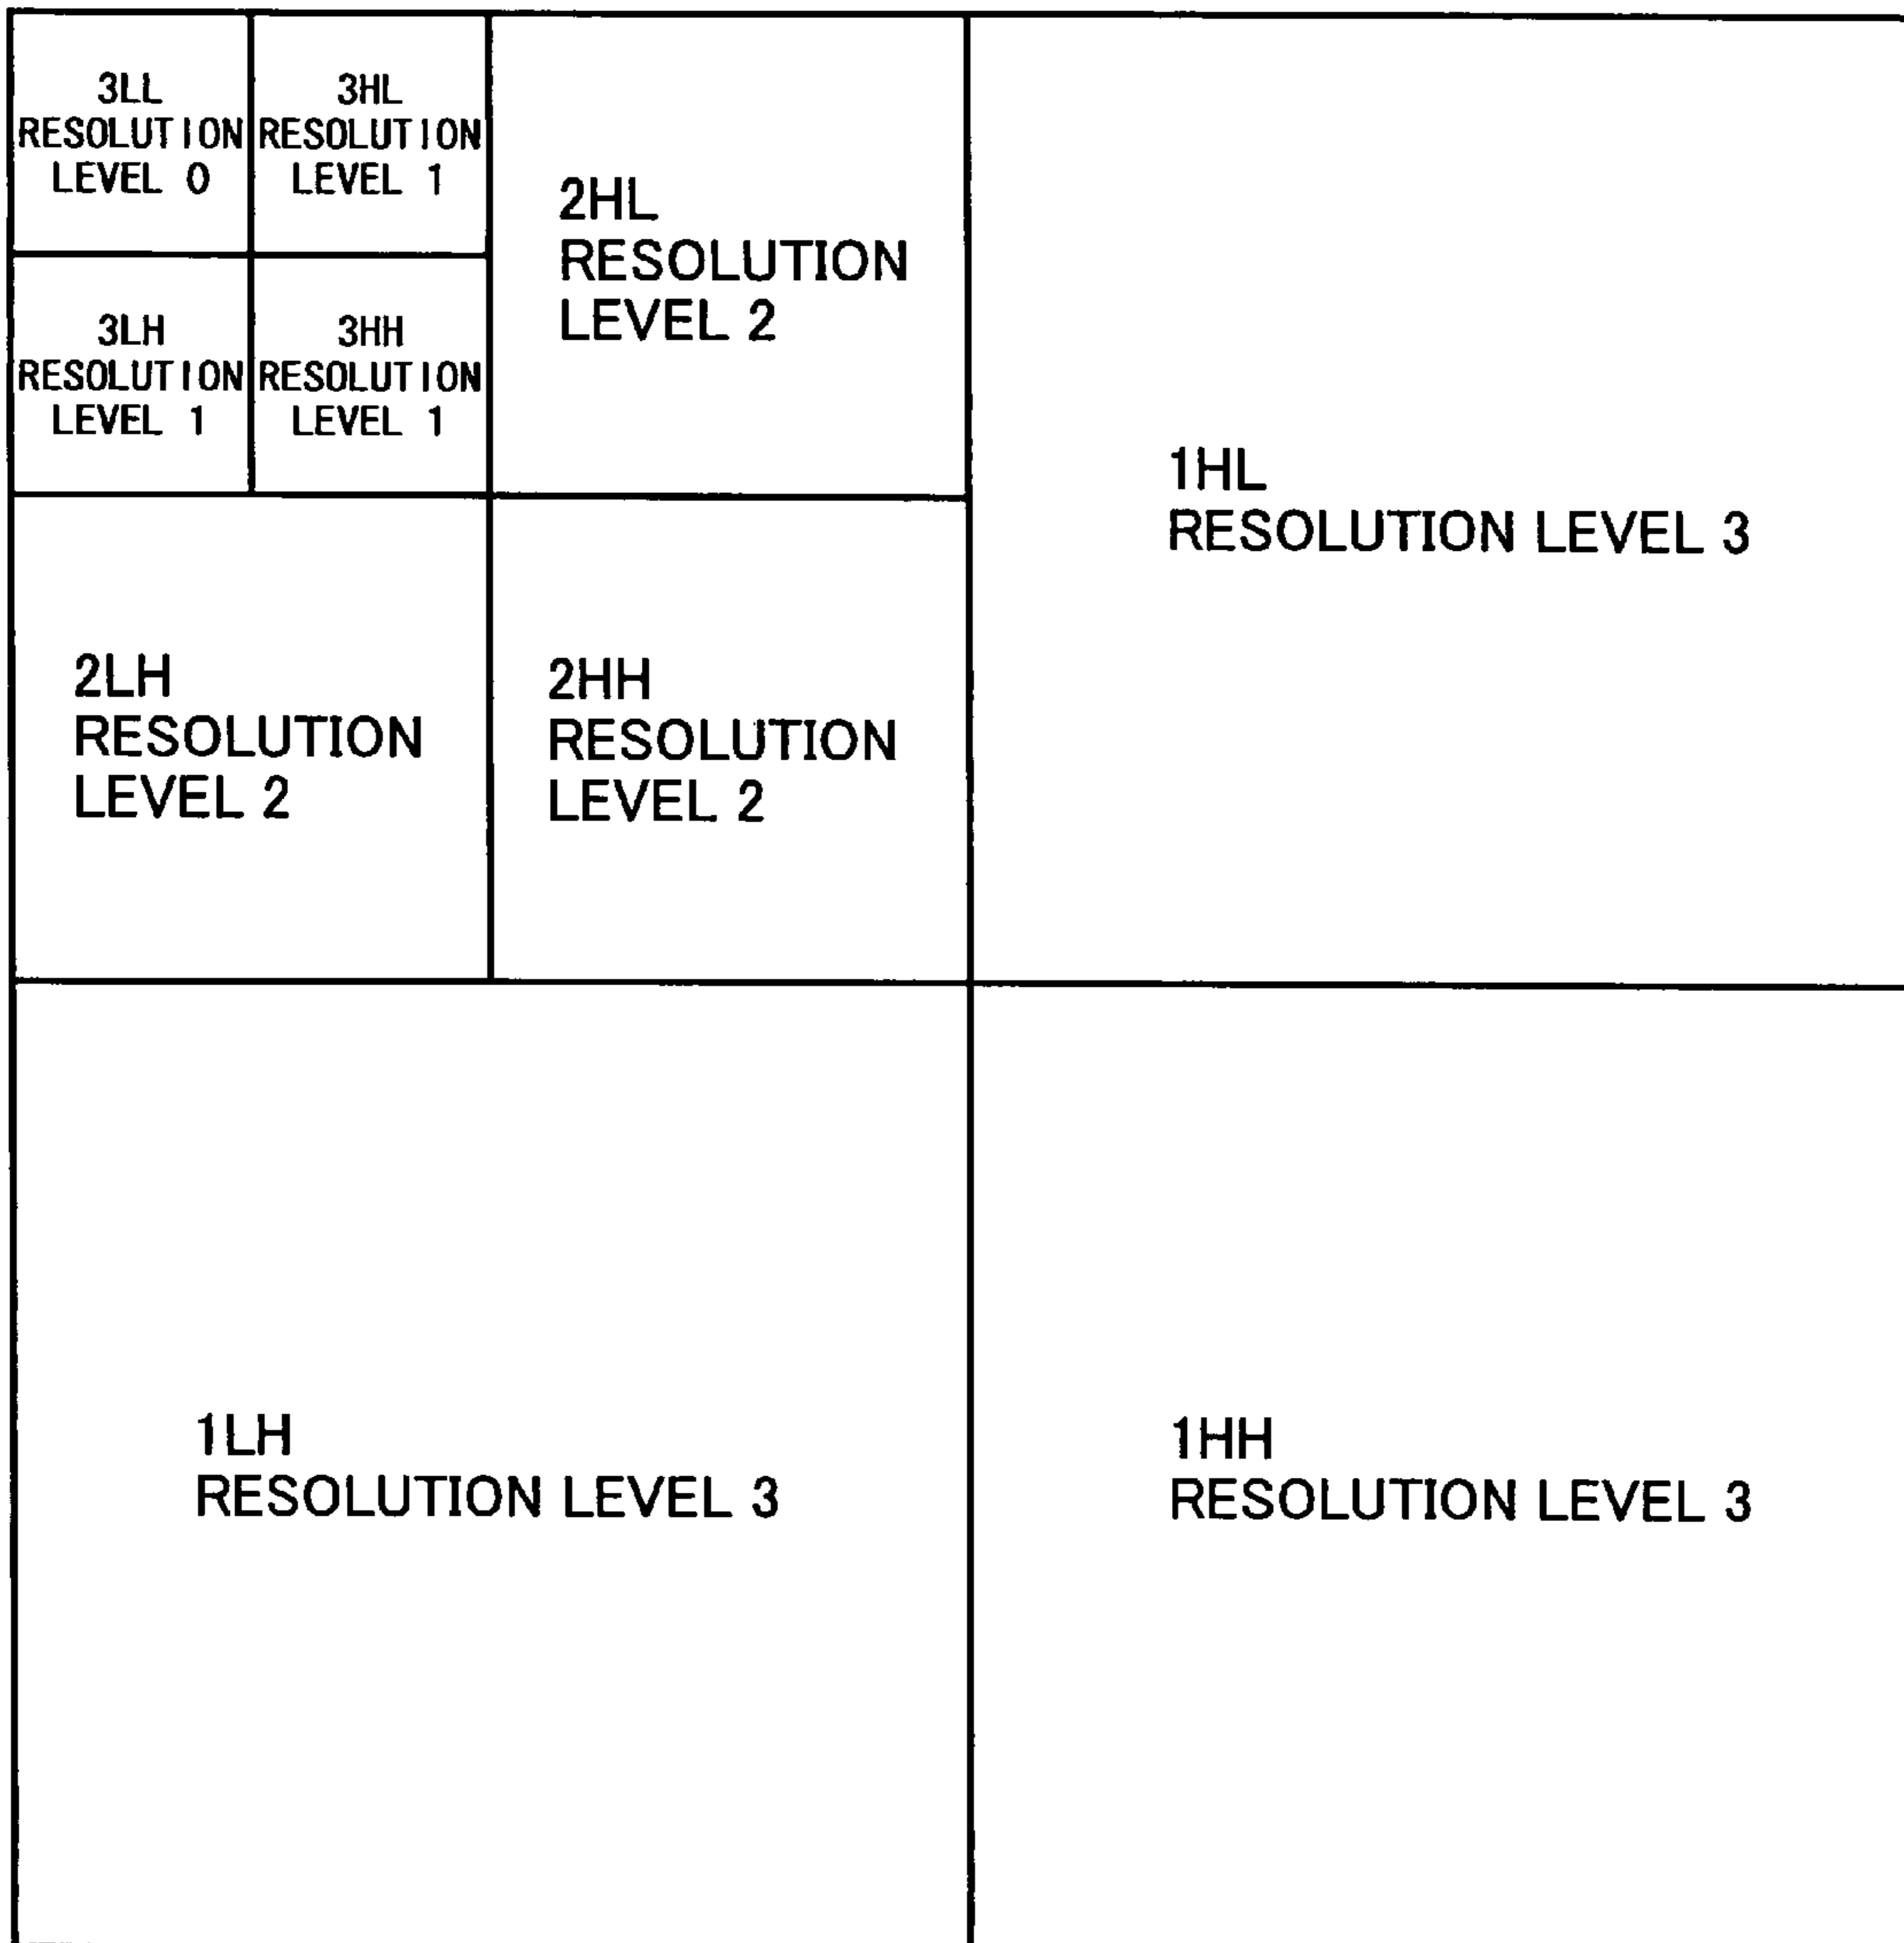 3LL
RESOLUTION
LEVEL 0
3HL
RESOLUTION
LEVEL 1
2HL
RESOLUTION
LEVEL 2
3LH
RESOLUTION
LEVEL 1
3HH
RESOLUTION
LEVEL 1
1HL
RESOLUTION LEVEL 3
2LH
RESOLUTION
LEVEL 2
2HH
RESOLUTION
LEVEL 2
1LH
RESOLUTION LEVEL 3
1HH
RESOLUTION LEVEL 3